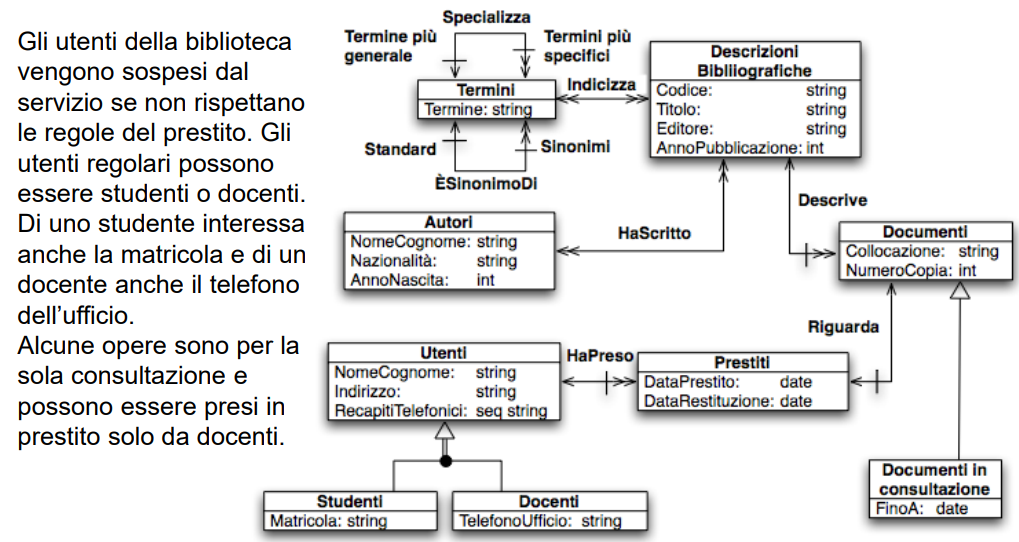 Gli utenti della biblioteca
vengono sospesi dal
servizio se non rispettano
le regole del prestito. Gli
utenti regolari possono
essere studenti o docenti.
Di uno studente interessa
anche la matricola e di un
docente anche il telefono
dell'ufficio.
Alcune opere sono per la
sola consultazione e
possono essere presi in
prestito solo da docenti.
Specializza
Termine più
generale
Termini più
specifici
Termini
Termine: string
Indicizza
Standard
Sinonimi
ÈSinonimoDi
Descrizioni
Bibliiografiche
Codice: string
Titolo: string
Editore: string
AnnoPubblicazione: int
Descrive
HaScritto
Autori
NomeCognome: string
Nazionalità: string
AnnoNascita: int
Documenti
Collocazione: string
NumeroCopia: int
Riguarda
Utenti
NomeCognome: string
Indirizzo: string
RecapitiTelefonici: seq string
HaPreso
Prestiti
DataPrestito: date
DataRestituzione: date
Studenti
Matricola: string
Docenti
TelefonoUfficio: string
Documenti in
consultazione
FinoA: date